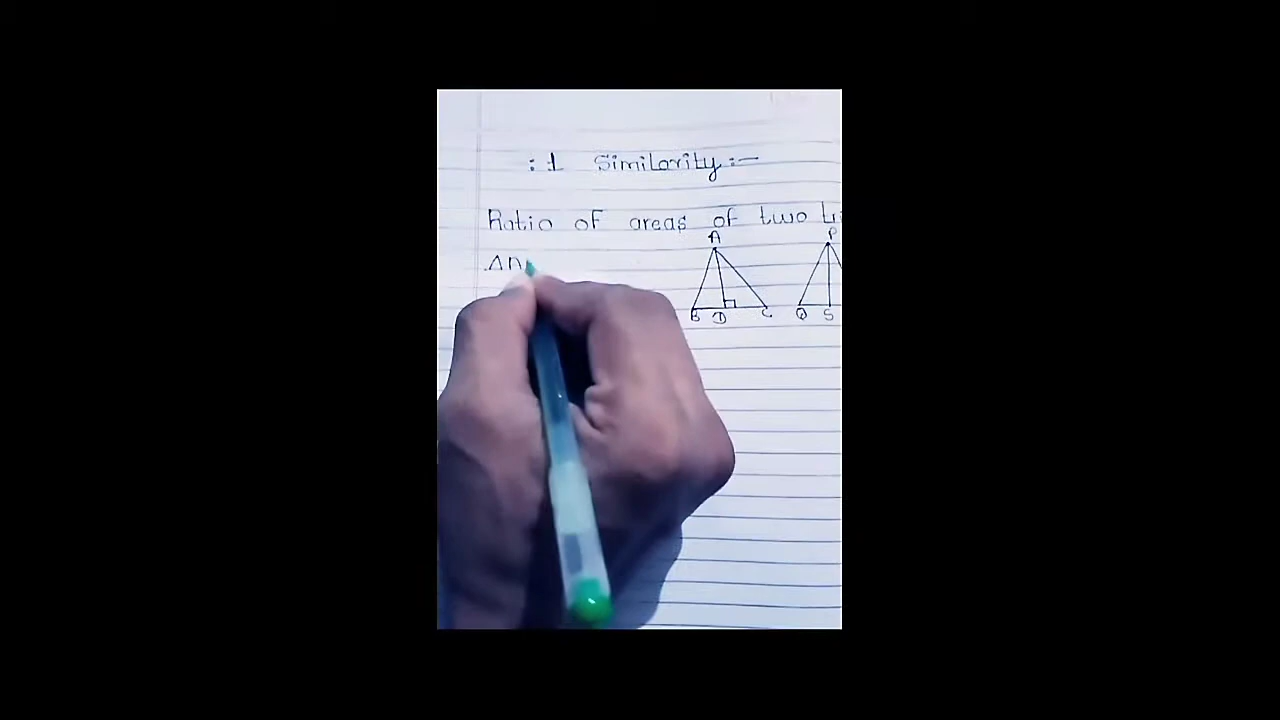 :1 Similarity:-
Ratio of areas of two
A P
B D C Q S